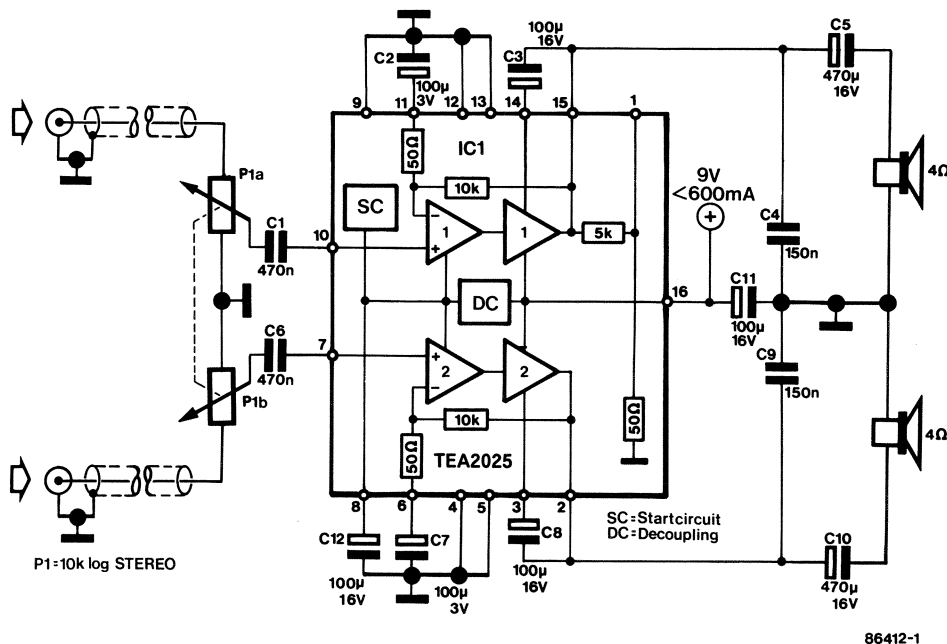 100µ
16V
C5
C2
C3
100µ
3V
470µ
16V
9
11
12
13
14
15
1
50Ω
IC1
P1a
10k
9V
<600mA
4Ω
SC
C1
10
470n
−
+
1
1
5k
C4
150n
DC
16
C11
100µ
16V
C6
7
470n
C9
150n
+
−
2
2
P1b
10k
50Ω
50Ω
4Ω
TEA2025
8
6
4
5
3
2
SC=Startcircuit
DC=Decoupling
C12
C7
C8
C10
P1=10k log STEREO
100µ
16V
100µ
3V
100µ
16V
470µ
16V
86412-1